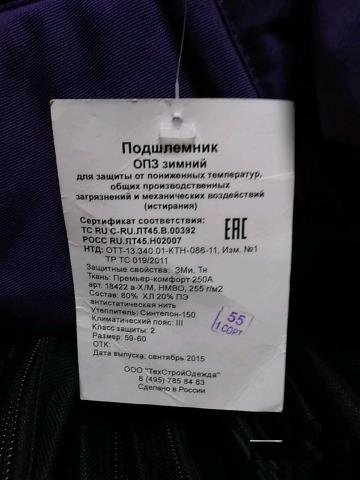 Подшлемник
ОПЗ зимний
для защиты от пониженных температур,
общих производственных
загрязнений и механических воздействий
(истирания)
Сертификат соответствия:
ТС RU C-RU.ЛТ45.В.00392
РОСС RU.ЛТ45.Н02007
НТД: ОТТ-13.340.01-КТН-086-11, Изм. №1
ТР ТС 019/2011
EAC
Защитные свойства: ЗМи, Тн
Ткань: Премьер-комфорт 250А
арт. 18422 а-Х/М, НМВО, 255 г/м2
Состав: 80% ХЛ 20% ПЭ
антистатическая нить
Утеплитель: Синтепон-150
Климатический пояс: III
Класс защиты: 2
Размер: 59-60
ОТК:
55
1 СОРТ
Дата выпуска: сентябрь 2015
ООО "ТехСтройОдежда"
8 (495) 785 84 83
Сделано в России